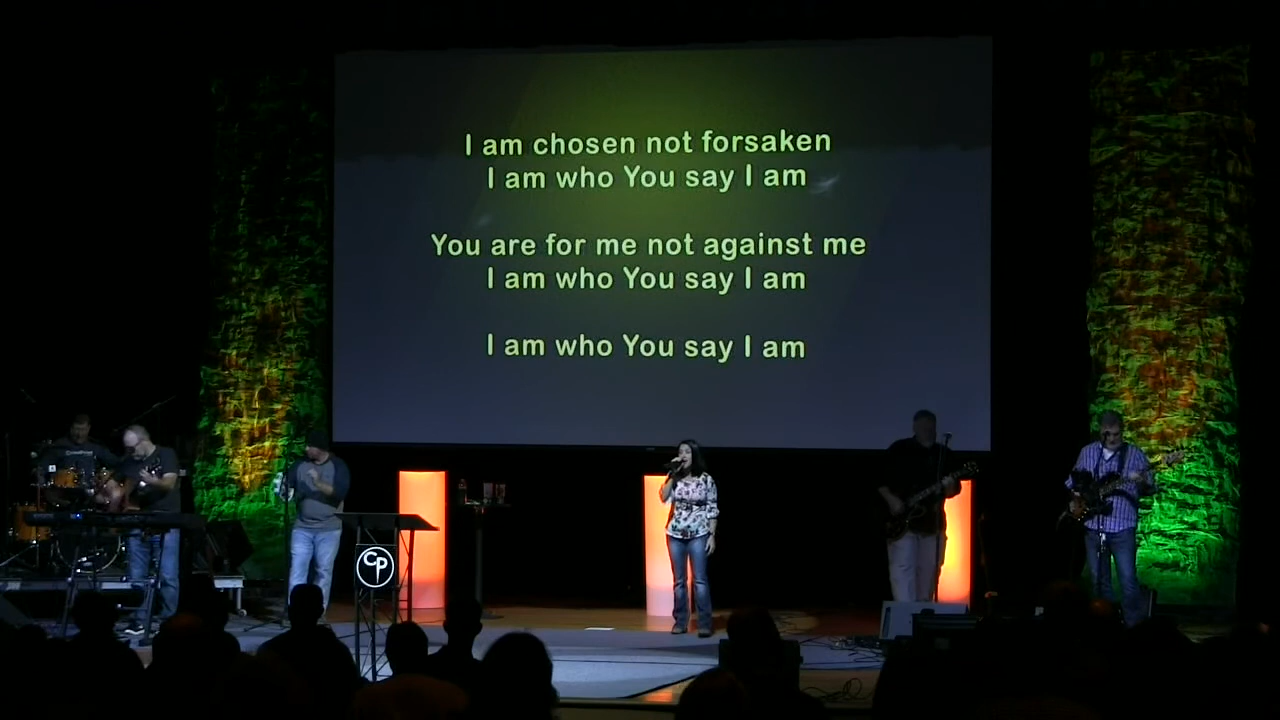 I am chosen not forsaken
I am who You say I am
You are for me not against me
I am who You say I am
I am who You say I am
CP